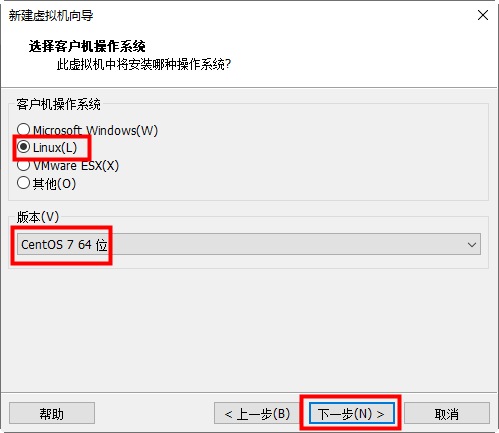 新建虚拟机向导
选择客户机操作系统
此虚拟机中将安装哪种操作系统?
客户机操作系统
Microsoft Windows(W)
Linux(L)
VMware ESX(X)
其他(O)
版本(V)
CentOS 7 64 位
帮助
< 上一步(B)
下一步(N) >
取消